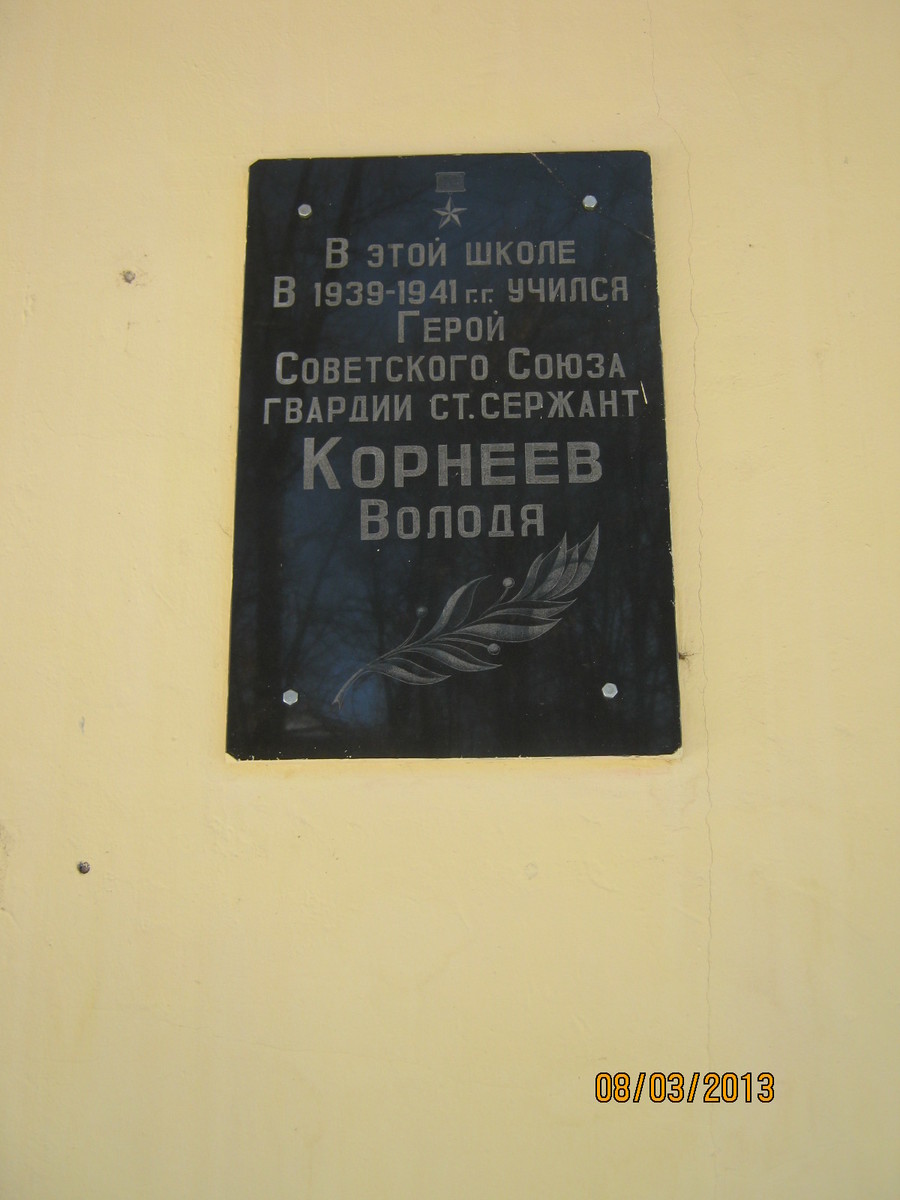 В ЭТОЙ ШКОЛЕ
В 1939-1941 Г.Г. УЧИЛСЯ
ГЕРОЙ
СОВЕТСКОГО СОЮЗА
ГВАРДИИ СТ. СЕРЖАНТ
КОРНЕЕВ
ВОЛОДЯ
08/03/2013